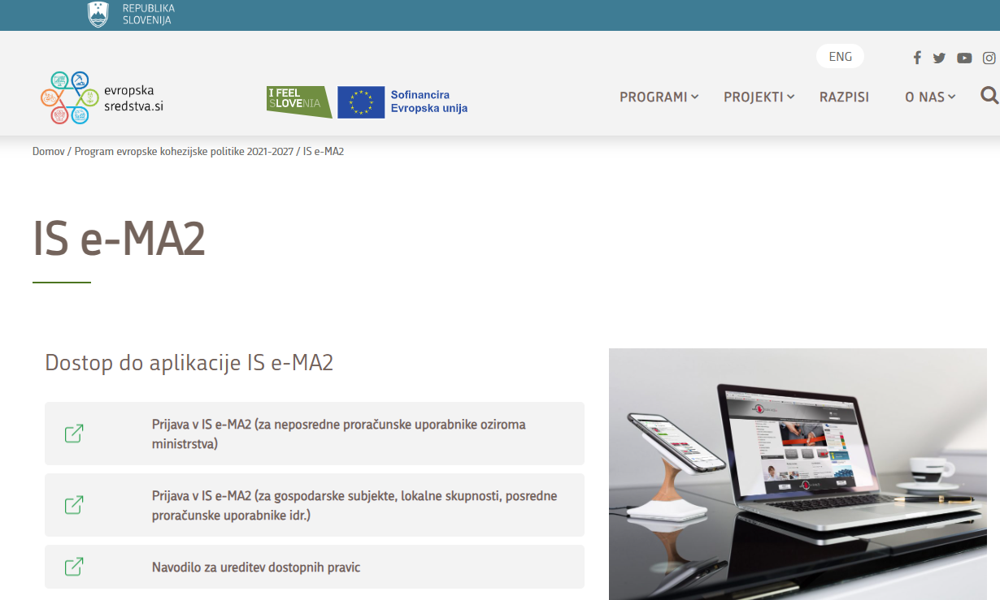 REPUBLIKA
SLOVENIJA
ENG
evropska
sredstva.si
I FEEL
SLOVENIA
Sofinancira
Evropska unija
PROGRAMI
PROJEKTI
RAZPISI
O NAS
Domov / Program evropske kohezijske politike 2021-2027 / IS e-MA2
IS e-MA2
Dostop do aplikacije IS e-MA2
Prijava v IS e-MA2 (za neposredne proračunske uporabnike oziroma
ministrstva)
Prijava v IS e-MA2 (za gospodarske subjekte, lokalne skupnosti, posredne
proračunske uporabnike idr.)
Navodilo za ureditev dostopnih pravic